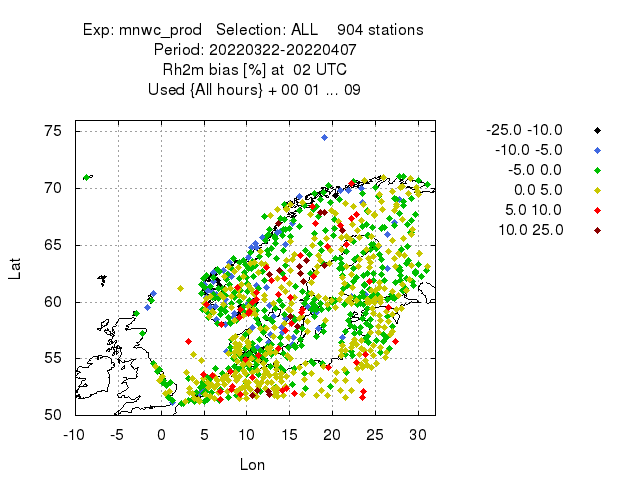 Exp: mnwc_prod Selection: ALL 904 stations
Period: 20220322-20220407
Rh2m bias [%] at 02 UTC
Used {All hours} + 00 01 ... 09
-25.0 -10.0
-10.0 -5.0
-5.0 0.0
0.0 5.0
5.0 10.0
10.0 25.0
75
70
65
60
55
50
Lat
-10 -5 0 5 10 15 20 25 30
Lon